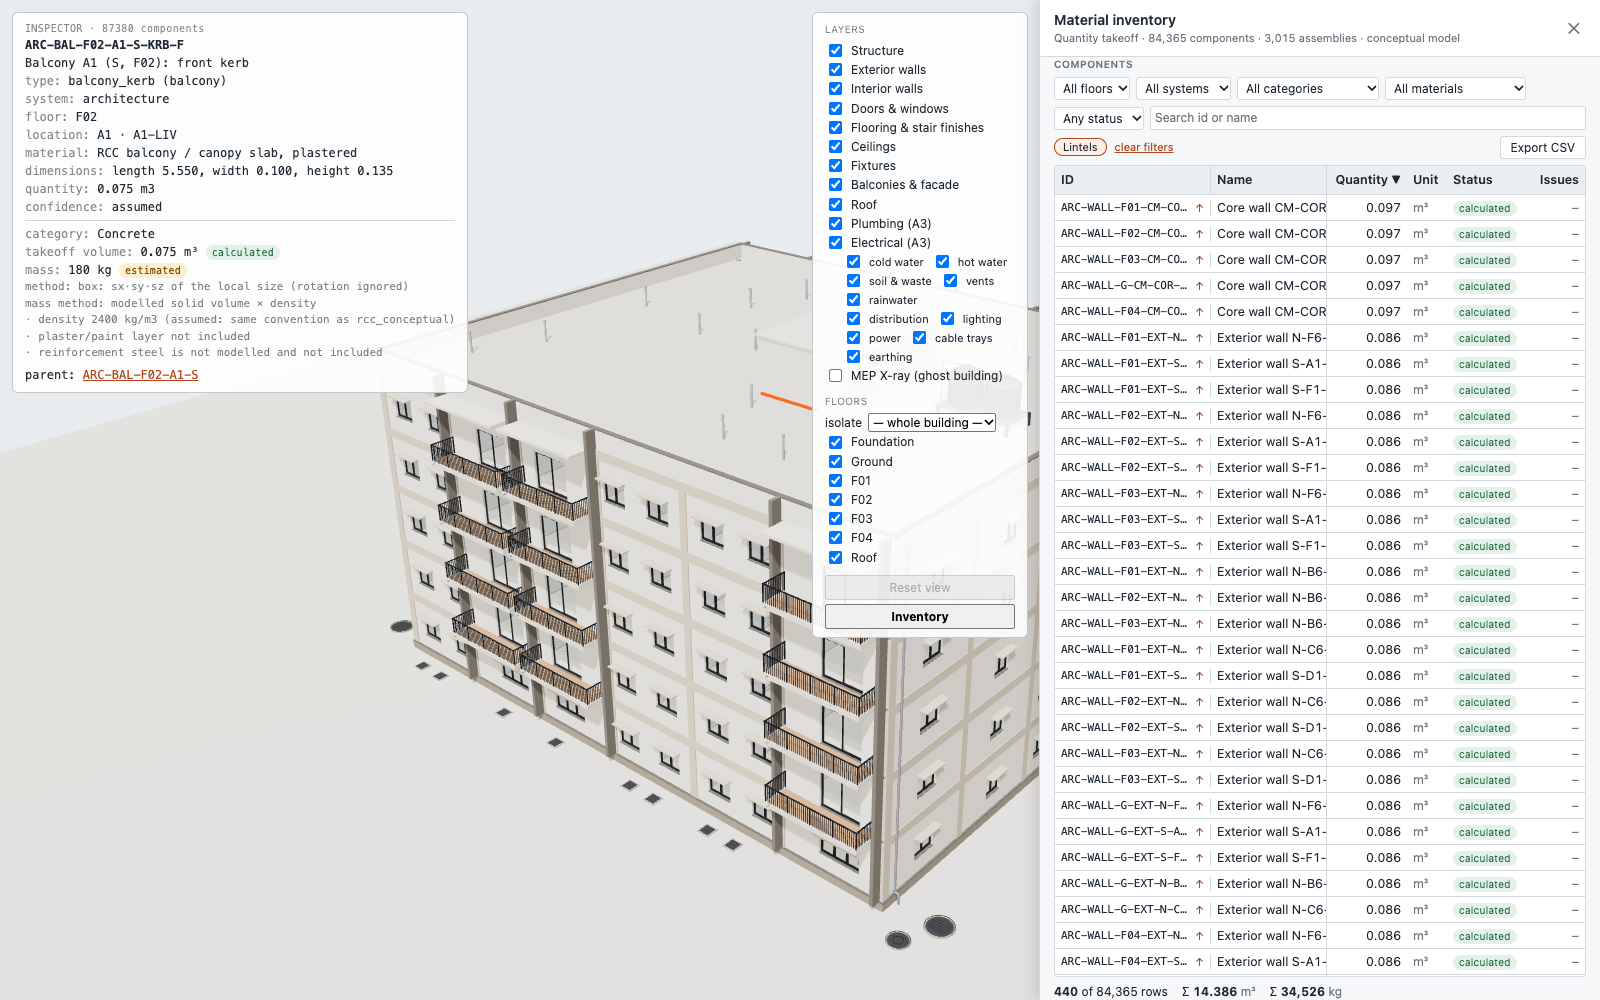 INSPECTOR · 87380 components
ARC-BAL-F02-A1-S-KRB-F
Balcony A1 (S, F02): front kerb
type: balcony_kerb (balcony)
system: architecture
floor: F02
location: A1 · A1-LIV
material: RCC balcony / canopy slab, plastered
dimensions: length 5.550, width 0.100, height 0.135
quantity: 0.075 m3
confidence: assumed
category: Concrete
takeoff volume: 0.075 m³ calculated
mass: 180 kg estimated
method: box: sx·sy·sz of the local size (rotation ignored)
mass method: modelled solid volume × density
· density 2400 kg/m3 (assumed: same convention as rcc_conceptual)
· plaster/paint layer not included
· reinforcement steel is not modelled and not included
parent: ARC-BAL-F02-A1-S
LAYERS
Structure
Exterior walls
Interior walls
Doors & windows
Flooring & stair finishes
Ceilings
Fixtures
Balconies & facade
Roof
Plumbing (A3)
Electrical (A3)
cold water hot water
soil & waste vents
rainwater
distribution lighting
power cable trays
earthing
MEP X-ray (ghost building)
FLOORS
isolate — whole building —
Foundation
Ground
F01
F02
F03
F04
Roof
Reset view
Inventory
Material inventory
Quantity takeoff · 84,365 components · 3,015 assemblies · conceptual model
COMPONENTS
All floors All systems All categories All materials
Any status Search id or name
Lintels clear filters Export CSV
ID Name Quantity ▼ Unit Status Issues
ARC-WALL-F01-CM-CO… ↑ Core wall CM-COR 0.097 m³ calculated –
ARC-WALL-F02-CM-CO… ↑ Core wall CM-COR 0.097 m³ calculated –
ARC-WALL-F03-CM-CO… ↑ Core wall CM-COR 0.097 m³ calculated –
ARC-WALL-G-CM-COR-… ↑ Core wall CM-COR 0.097 m³ calculated –
ARC-WALL-F04-CM-CO… ↑ Core wall CM-COR 0.097 m³ calculated –
ARC-WALL-F01-EXT-N… ↑ Exterior wall N-F6- 0.086 m³ calculated –
ARC-WALL-F01-EXT-S… ↑ Exterior wall S-A1- 0.086 m³ calculated –
ARC-WALL-F01-EXT-S… ↑ Exterior wall S-F1- 0.086 m³ calculated –
ARC-WALL-F02-EXT-N… ↑ Exterior wall N-F6- 0.086 m³ calculated –
ARC-WALL-F02-EXT-S… ↑ Exterior wall S-A1- 0.086 m³ calculated –
ARC-WALL-F02-EXT-S… ↑ Exterior wall S-F1- 0.086 m³ calculated –
ARC-WALL-F03-EXT-N… ↑ Exterior wall N-F6- 0.086 m³ calculated –
ARC-WALL-F03-EXT-S… ↑ Exterior wall S-A1- 0.086 m³ calculated –
ARC-WALL-F03-EXT-S… ↑ Exterior wall S-F1- 0.086 m³ calculated –
ARC-WALL-F01-EXT-N… ↑ Exterior wall N-B6- 0.086 m³ calculated –
ARC-WALL-F02-EXT-N… ↑ Exterior wall N-B6- 0.086 m³ calculated –
ARC-WALL-F03-EXT-N… ↑ Exterior wall N-B6- 0.086 m³ calculated –
ARC-WALL-F01-EXT-N… ↑ Exterior wall N-C6- 0.086 m³ calculated –
ARC-WALL-F01-EXT-S… ↑ Exterior wall S-D1- 0.086 m³ calculated –
ARC-WALL-F02-EXT-N… ↑ Exterior wall N-C6- 0.086 m³ calculated –
ARC-WALL-F02-EXT-S… ↑ Exterior wall S-D1- 0.086 m³ calculated –
ARC-WALL-F03-EXT-N… ↑ Exterior wall N-C6- 0.086 m³ calculated –
ARC-WALL-F03-EXT-S… ↑ Exterior wall S-D1- 0.086 m³ calculated –
ARC-WALL-G-EXT-N-F… ↑ Exterior wall N-F6- 0.086 m³ calculated –
ARC-WALL-G-EXT-S-A… ↑ Exterior wall S-A1- 0.086 m³ calculated –
ARC-WALL-G-EXT-S-F… ↑ Exterior wall S-F1- 0.086 m³ calculated –
ARC-WALL-G-EXT-N-B… ↑ Exterior wall N-B6- 0.086 m³ calculated –
ARC-WALL-G-EXT-N-C… ↑ Exterior wall N-C6- 0.086 m³ calculated –
ARC-WALL-F04-EXT-N… ↑ Exterior wall N-F6- 0.086 m³ calculated –
ARC-WALL-F04-EXT-S… ↑ Exterior wall S-A1- 0.086 m³ calculated –
440 of 84,365 rows Σ 14.386 m³ Σ 34,526 kg